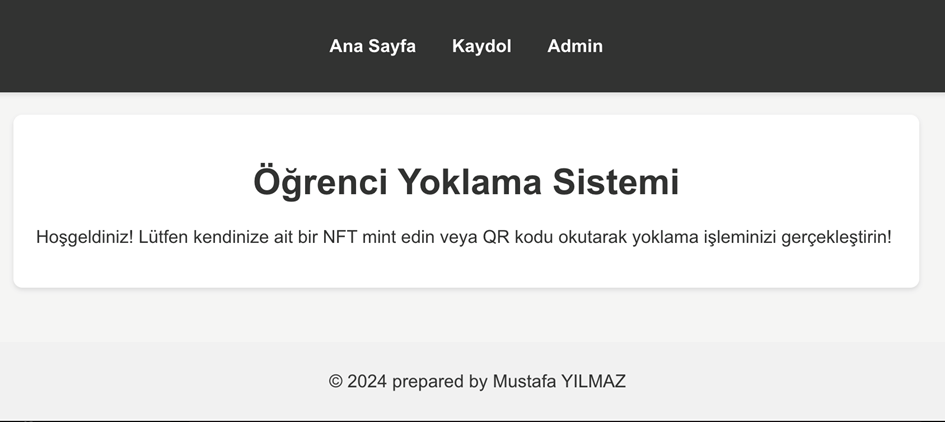 Ana Sayfa Kaydol Admin
Öğrenci Yoklama Sistemi
Hoşgeldiniz! Lütfen kendinize ait bir NFT mint edin veya QR kodu okutarak yoklama işleminizi gerçekleştirin!
© 2024 prepared by Mustafa YILMAZ